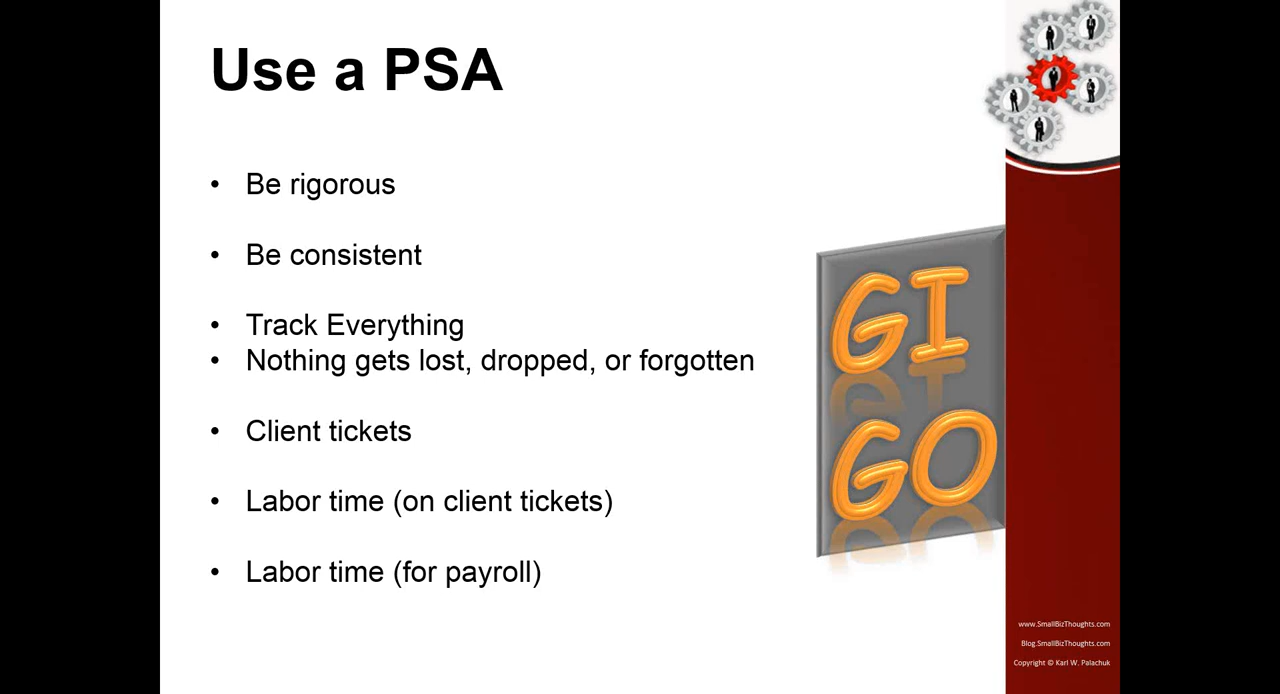 Use a PSA
• Be rigorous
• Be consistent
• Track Everything
• Nothing gets lost, dropped, or forgotten
• Client tickets
• Labor time (on client tickets)
• Labor time (for payroll)
GI
GO
www.SmallBizThoughts.com
Blog.SmallBizThoughts.com
Copyright © Karl W. Palachuk